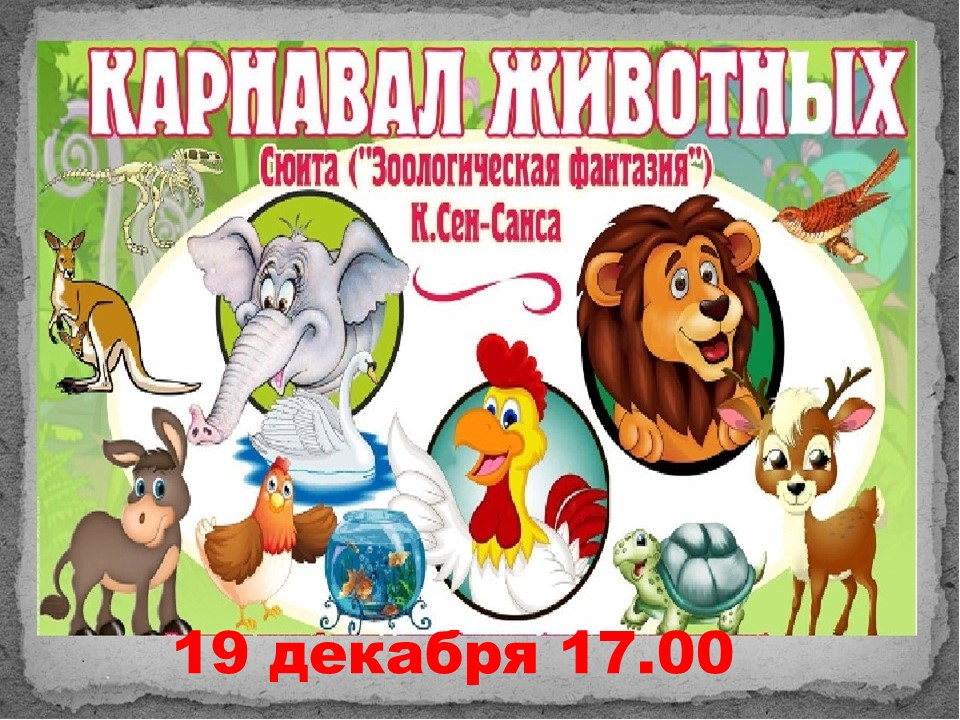 КАРНАВАЛ ЖИВОТНЫХ
Сюита ("Зоологическая фантазия")
К.Сен-Санса
19 декабря 17.00